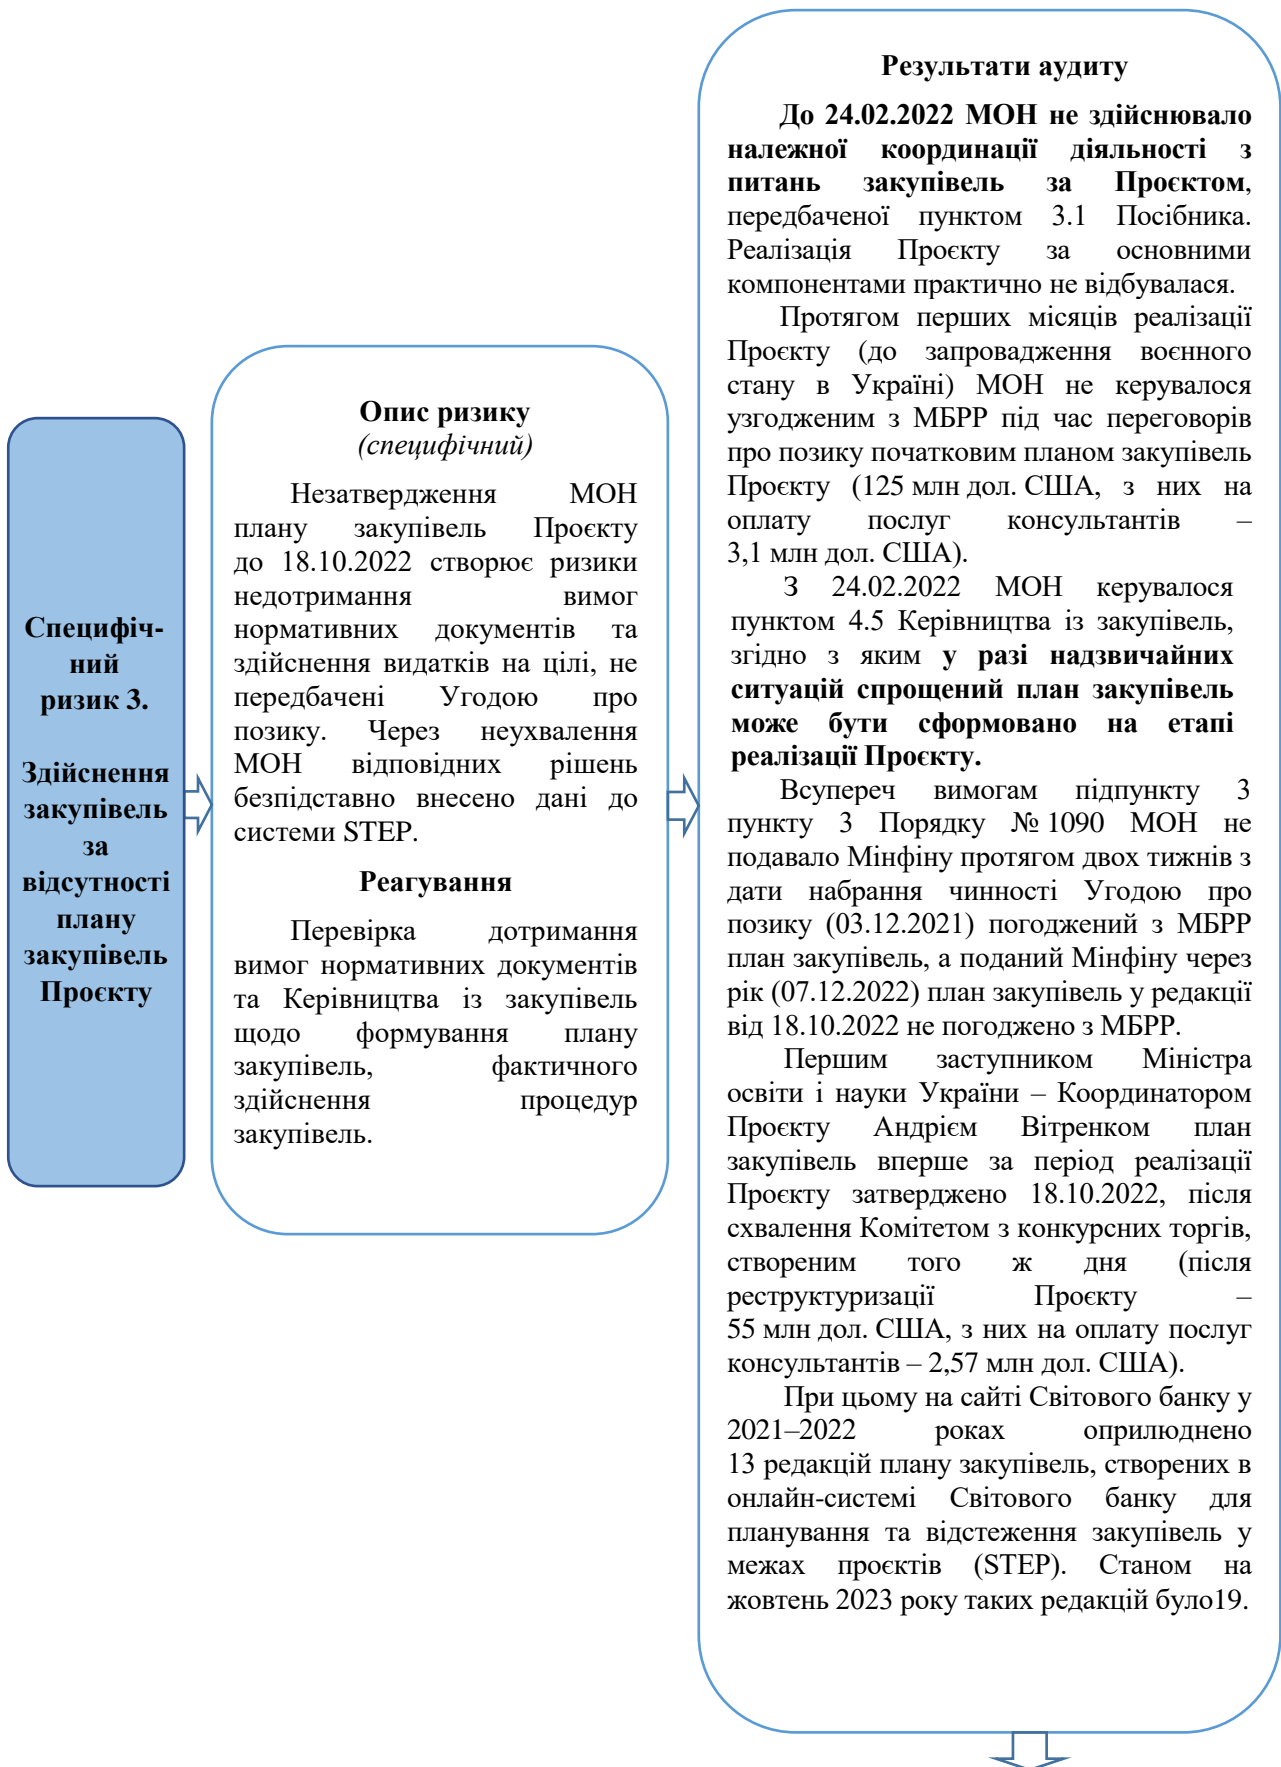 Специфіч-
ний
ризик 3.
Здійснення
закупівель
за
відсутності
плану
закупівель
Проєкту
Опис ризику
(специфічний)
Незатвердження МОН
плану закупівель Проєкту
до 18.10.2022 створює ризики
недотримання вимог
нормативних документів та
здійснення видатків на цілі, не
передбачені Угодою про
позику. Через неухвалення
МОН відповідних рішень
безпідставно внесено дані до
системи STEP.
Реагування
Перевірка дотримання
вимог нормативних документів
та Керівництва із закупівель
щодо формування плану
закупівель, фактичного
здійснення процедур
закупівель.
Результати аудиту
До 24.02.2022 МОН не здійснювало
належної координації діяльності з
питань закупівель за Проєктом,
передбаченої пунктом 3.1 Посібника.
Реалізація Проєкту за основними
компонентами практично не відбувалася.
Протягом перших місяців реалізації
Проєкту (до запровадження воєнного
стану в Україні) МОН не керувалося
узгодженим з МБРР під час переговорів
про позику початковим планом закупівель
Проєкту (125 млн дол. США, з них на
оплату послуг консультантів –
3,1 млн дол. США).
З 24.02.2022 МОН керувалося
пунктом 4.5 Керівництва із закупівель,
згідно з яким у разі надзвичайних
ситуацій спрощений план закупівель
може бути сформовано на етапі
реалізації Проєкту.
Всупереч вимогам підпункту 3
пункту 3 Порядку № 1090 МОН не
подавало Мінфіну протягом двох тижнів з
дати набрання чинності Угодою про
позику (03.12.2021) погоджений з МБРР
план закупівель, а поданий Мінфіну через
рік (07.12.2022) план закупівель у редакції
від 18.10.2022 не погоджено з МБРР.
Першим заступником Міністра
освіти і науки України – Координатором
Проєкту Андрієм Вітренком план
закупівель вперше за період реалізації
Проєкту затверджено 18.10.2022, після
схвалення Комітетом з конкурсних торгів,
створеним того ж дня (після
реструктуризації Проєкту –
55 млн дол. США, з них на оплату послуг
консультантів – 2,57 млн дол. США).
При цьому на сайті Світового банку у
2021–2022 роках оприлюднено
13 редакцій плану закупівель, створених в
онлайн-системі Світового банку для
планування та відстеження закупівель у
межах проєктів (STEP). Станом на
жовтень 2023 року таких редакцій було19.